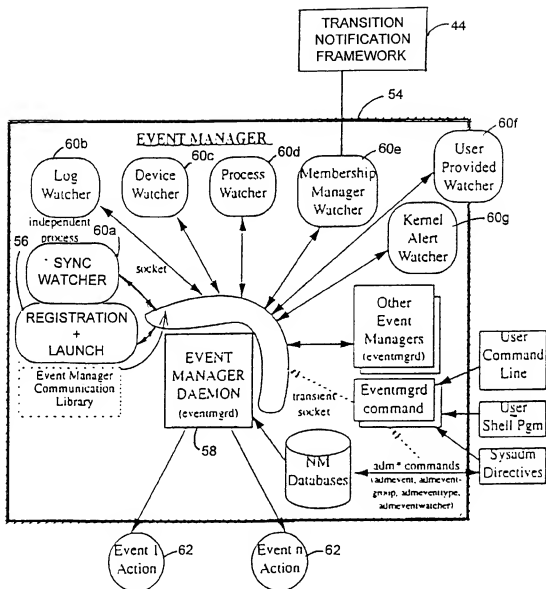 TRANSITION
NOTIFICATION
FRAMEWORK
44
54
EVENT MANAGER
60b
60c
60d
60e
60f
Log
Watcher
Device
Watcher
Process
Watcher
Membership
Manager
Watcher
User
Provided
Watcher
Kernel
Alert
Watcher
60g
independent
process
56
60a
socket
SYNC
WATCHER
REGISTRATION
+
LAUNCH
Event Manager
Communication
Library
EVENT
MANAGER
DAEMON
(eventmgrd)
58
Other
Event
Managers
(eventmgrd)
transient
socket
Eventmgrd
command
User
Command
Line
User
Shell Pgm
Sysadm
Directives
NM
Databases
adm* commands
(admevent, admevent-
group, admeventtype,
admeventwatcher)
Event 1
Action
62
Event n
Action
62